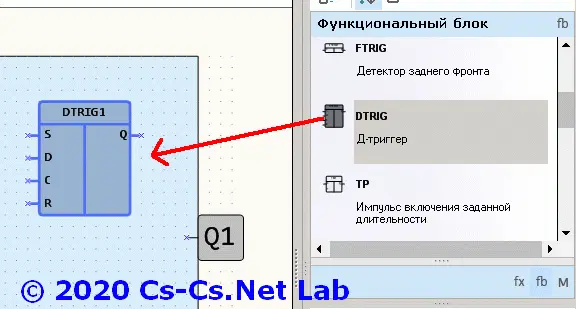 Функциональный блок fb
FTRIG
Детектор заднего фронта
DTRIG
Д-триггер
TP
Импульс включения заданной
длительности
fx fb M
DTRIG1
S Q
D
C
R
Q1
© 2020 Cs-Cs.Net Lab